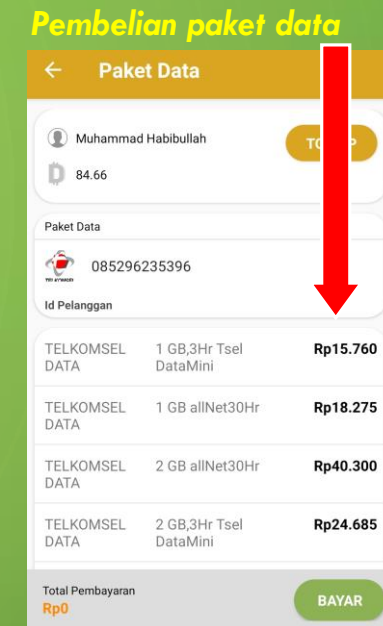 Pembelian paket data
Paket Data
Muhammad Habibullah
84.66
Paket Data
085296235396
Id Pelanggan
TELKOMSEL DATA 1 GB,3Hr Tsel DataMini Rp15.760
TELKOMSEL DATA 1 GB allNet30Hr Rp18.275
TELKOMSEL DATA 2 GB allNet30Hr Rp40.300
TELKOMSEL DATA 2 GB,3Hr Tsel DataMini Rp24.685
Total Pembayaran
Rp0
BAYAR